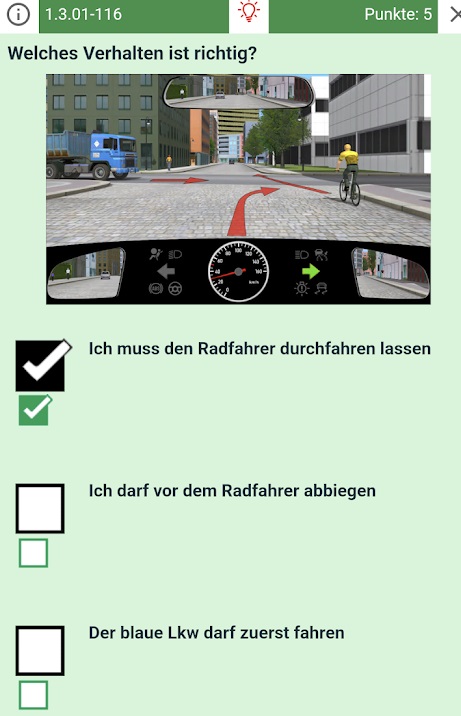 1.3.01-116
Punkte: 5
Welches Verhalten ist richtig?
Ich muss den Radfahrer durchfahren lassen
Ich darf vor dem Radfahrer abbiegen
Der blaue Lkw darf zuerst fahren